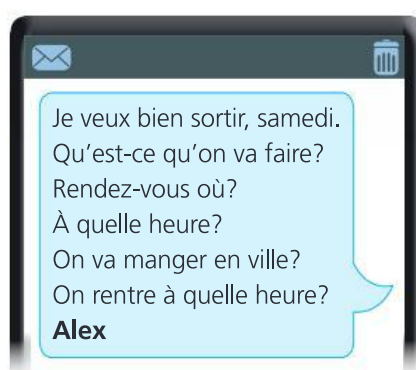 Je veux bien sortir, samedi.
Qu'est-ce qu'on va faire?
Rendez-vous où?
À quelle heure?
On va manger en ville?
On rentre à quelle heure?
Alex